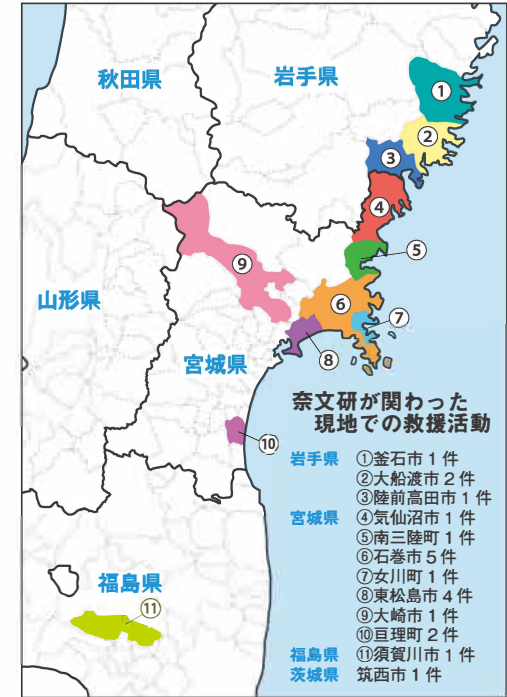 秋田県
岩手県
①
②
③
④
⑤
⑨
⑥
⑦
山形県
宮城県
⑧
⑩
福島県
⑪
奈文研が関わった
現地での救援活動
岩手県 ①釜石市1件
②大船渡市2件
③陸前高田市1件
宮城県 ④気仙沼市1件
⑤南三陸町1件
⑥石巻市5件
⑦女川町1件
⑧東松島市4件
⑨大崎市1件
⑩亘理町2件
福島県 ⑪須賀川市1件
茨城県 筑西市1件